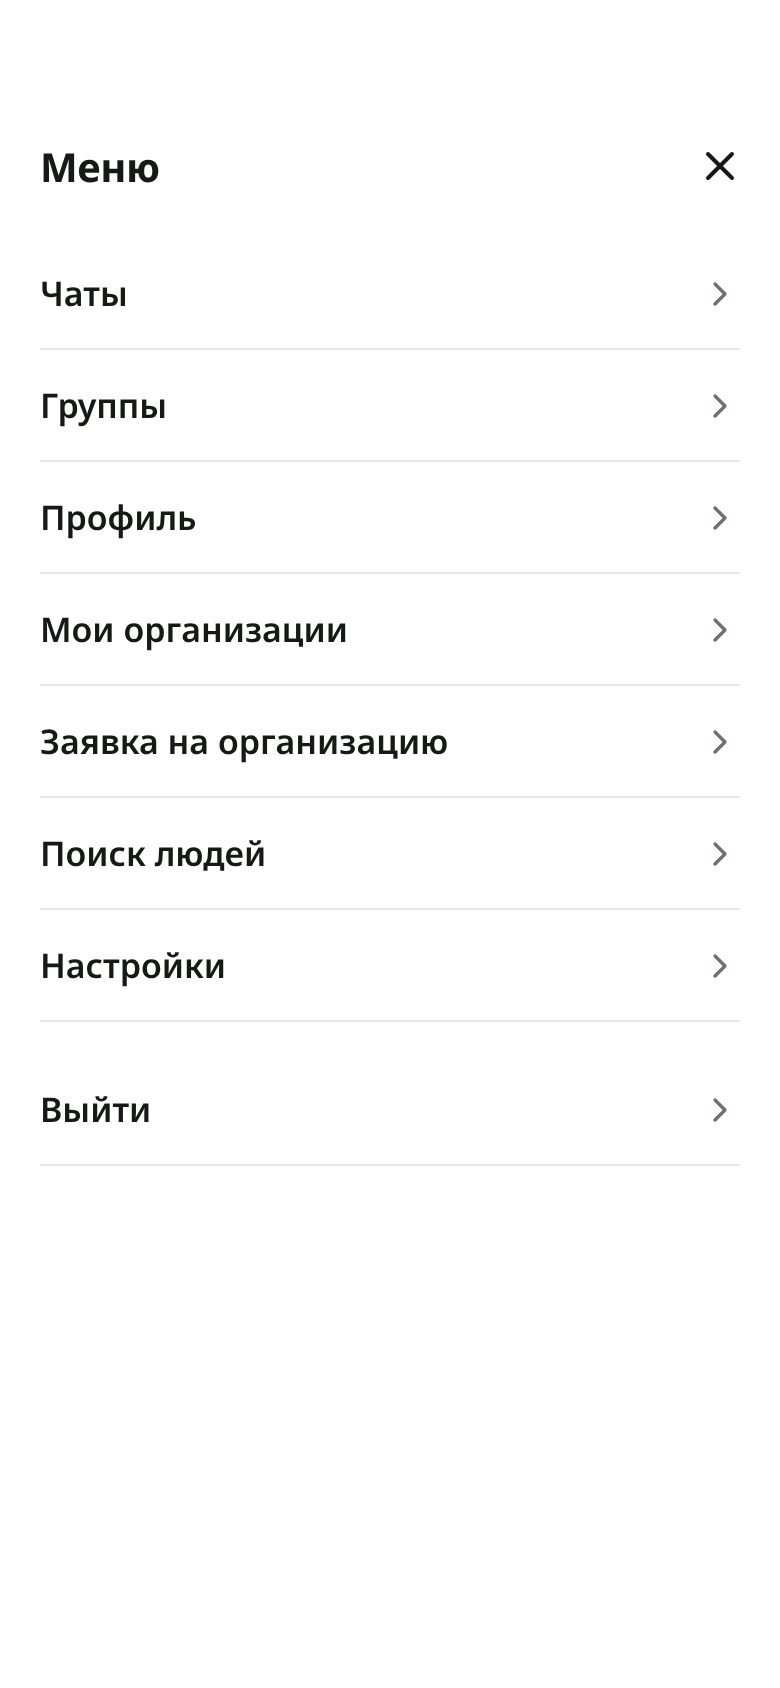 Меню
Чаты
Группы
Профиль
Мои организации
Заявка на организацию
Поиск людей
Настройки
Выйти